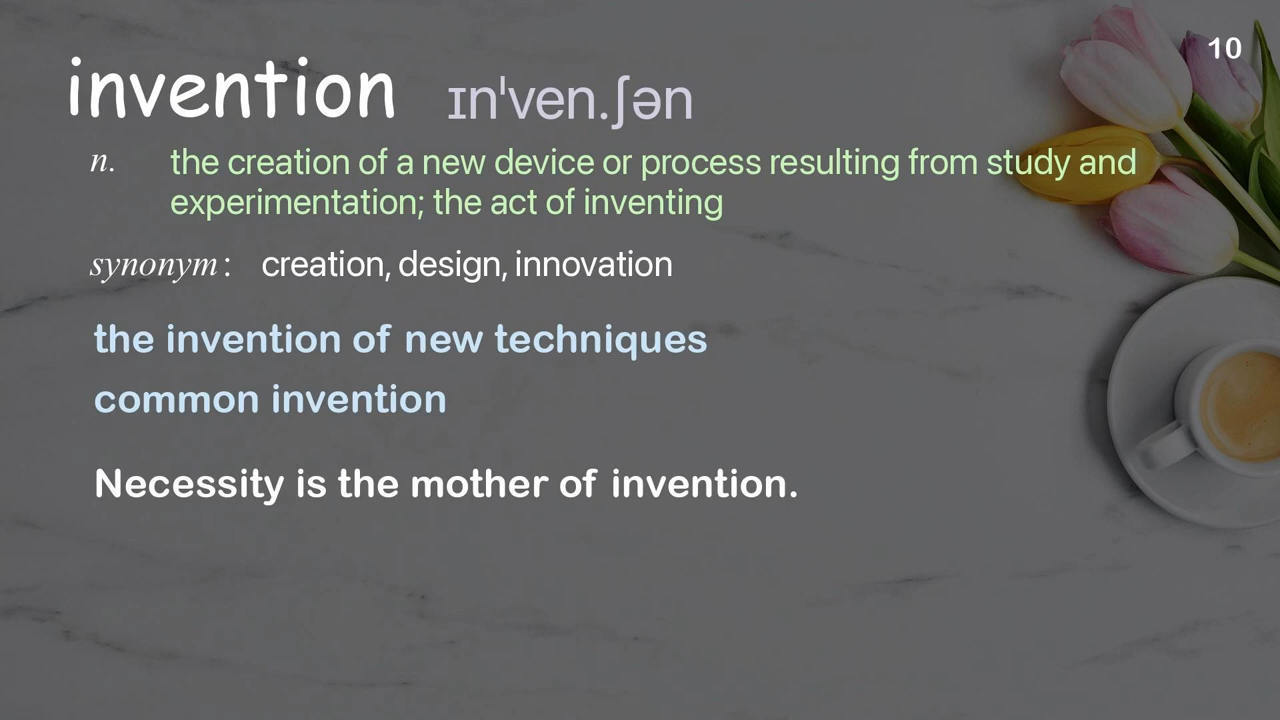 10
invention ɪnˈven.ʃən
n. the creation of a new device or process resulting from study and
experimentation; the act of inventing
synonym: creation, design, innovation
the invention of new techniques
common invention
Necessity is the mother of invention.